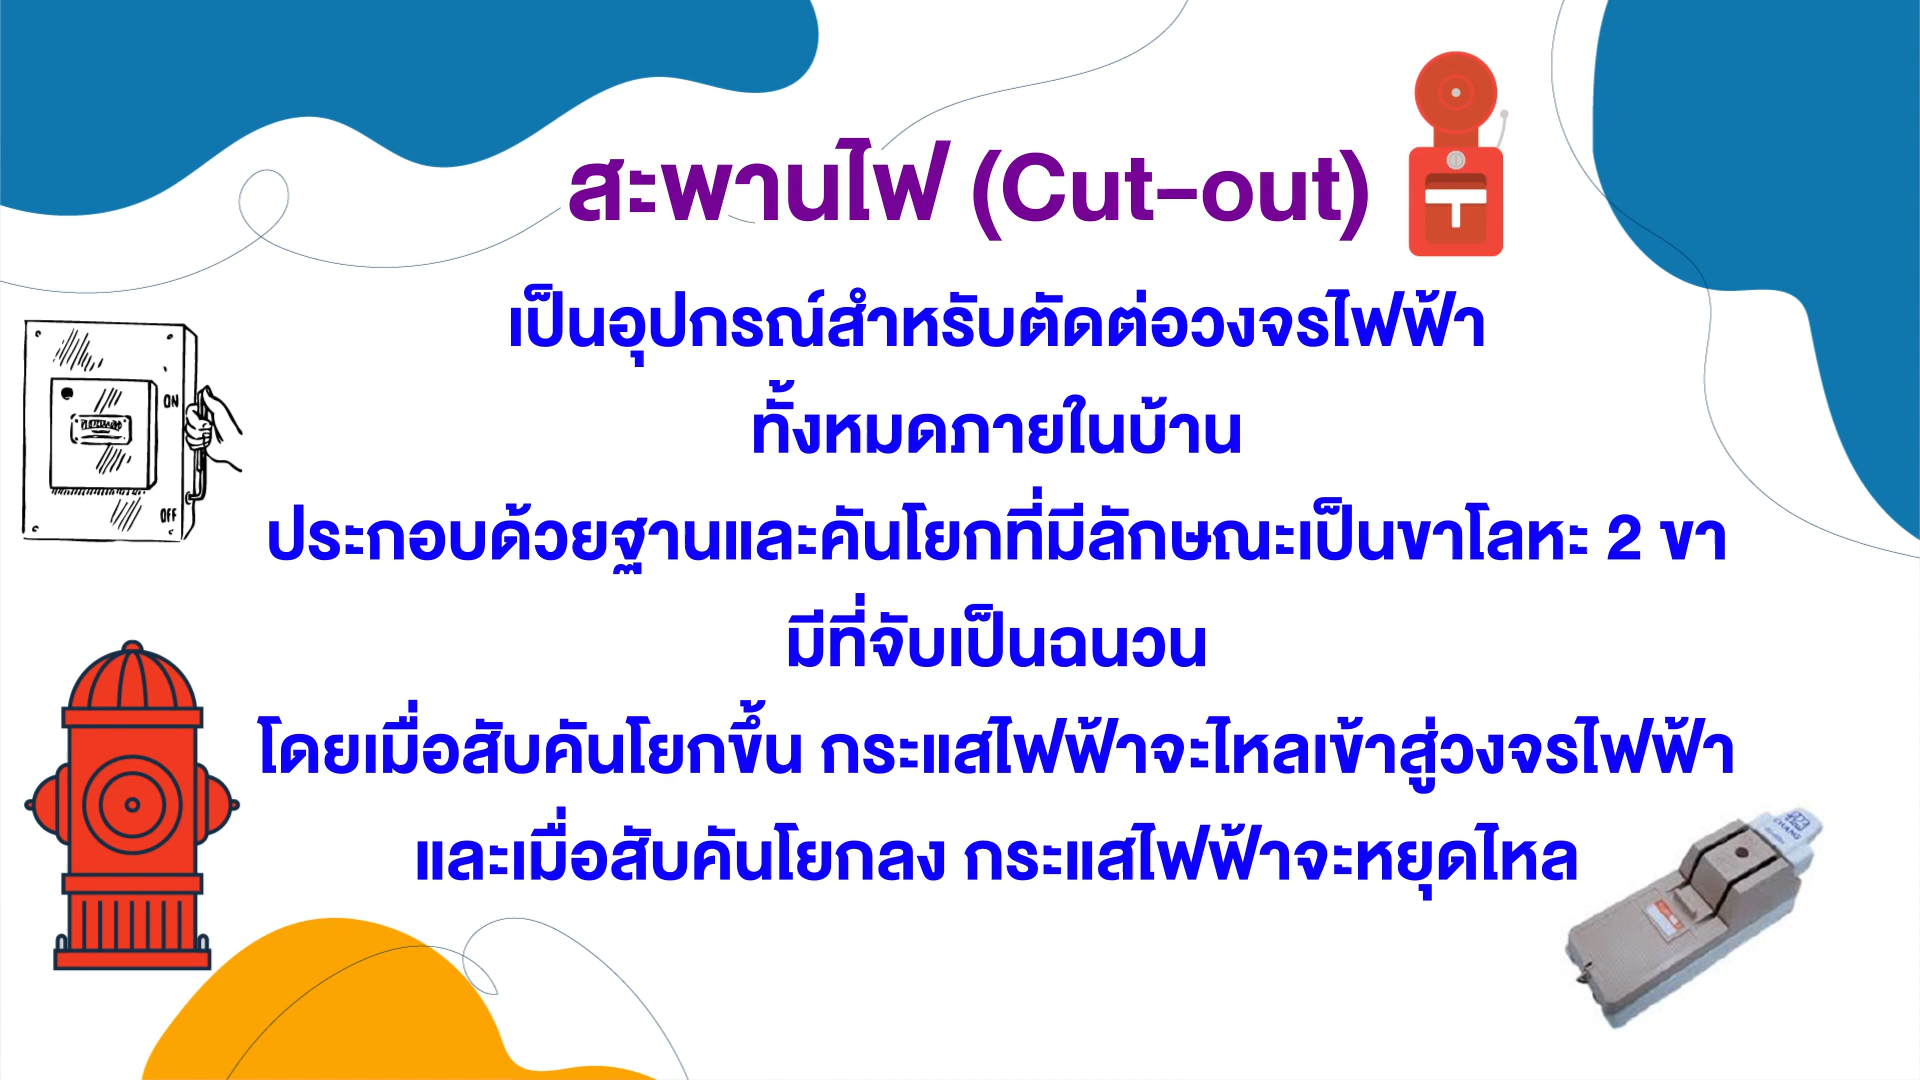 สะพานไฟ (Cut-out)
เป็นอุปกรณ์สำหรับตัดต่อวงจรไฟฟ้า
ทั้งหมดภายในบ้าน
ประกอบด้วยฐานและคันโยกที่มีลักษณะเป็นขาโลหะ 2 ขา
มีที่จับเป็นฉนวน
โดยเมื่อสับคันโยกขึ้น กระแสไฟฟ้าจะไหลเข้าสู่วงจรไฟฟ้า
และเมื่อสับคันโยกลง กระแสไฟฟ้าจะหยุดไหล
ON
OFF
CHANG